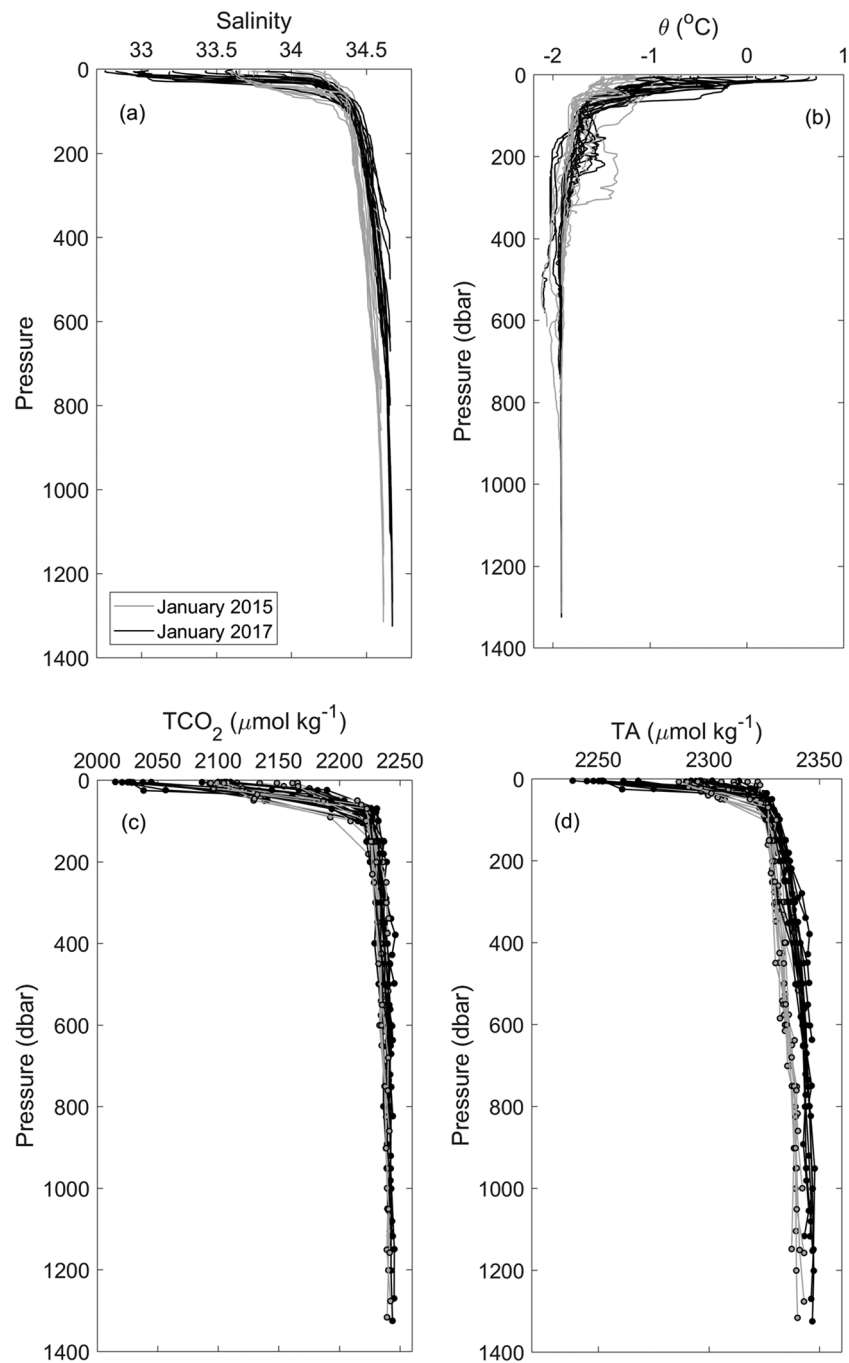 Salinity
33 33.5 34 34.5
0
200
400
600
800
1000
1200
1400
Pressure
(a)
January 2015
January 2017
θ (°C)
-2 -1 0 1
0
200
400
600
800
1000
1200
1400
Pressure (dbar)
(b)
TCO₂ (μmol kg⁻¹)
2000 2050 2100 2150 2200 2250
0
200
400
600
800
1000
1200
1400
Pressure (dbar)
(c)
TA (μmol kg⁻¹)
2250 2300 2350
0
200
400
600
800
1000
1200
1400
Pressure (dbar)
(d)